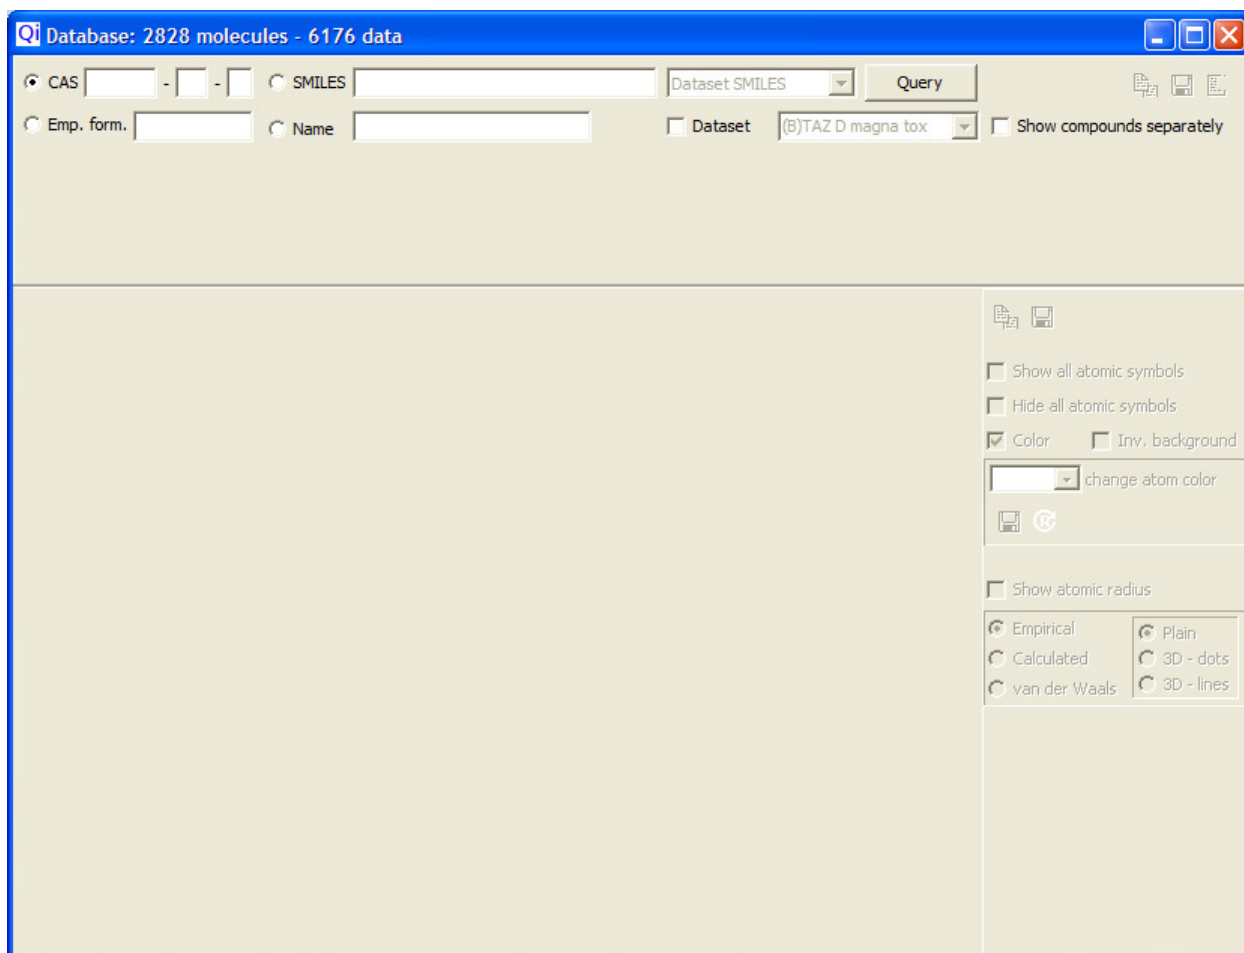 Qi Database: 2828 molecules - 6176 data
CAS - - SMILES Dataset SMILES Query
Emp. form. Name Dataset (B)TAZ D magna tox Show compounds separately
Show all atomic symbols
Hide all atomic symbols
Color Inv. background
change atom color
R
Show atomic radius
Empirical Plain
Calculated 3D - dots
van der Waals 3D - lines